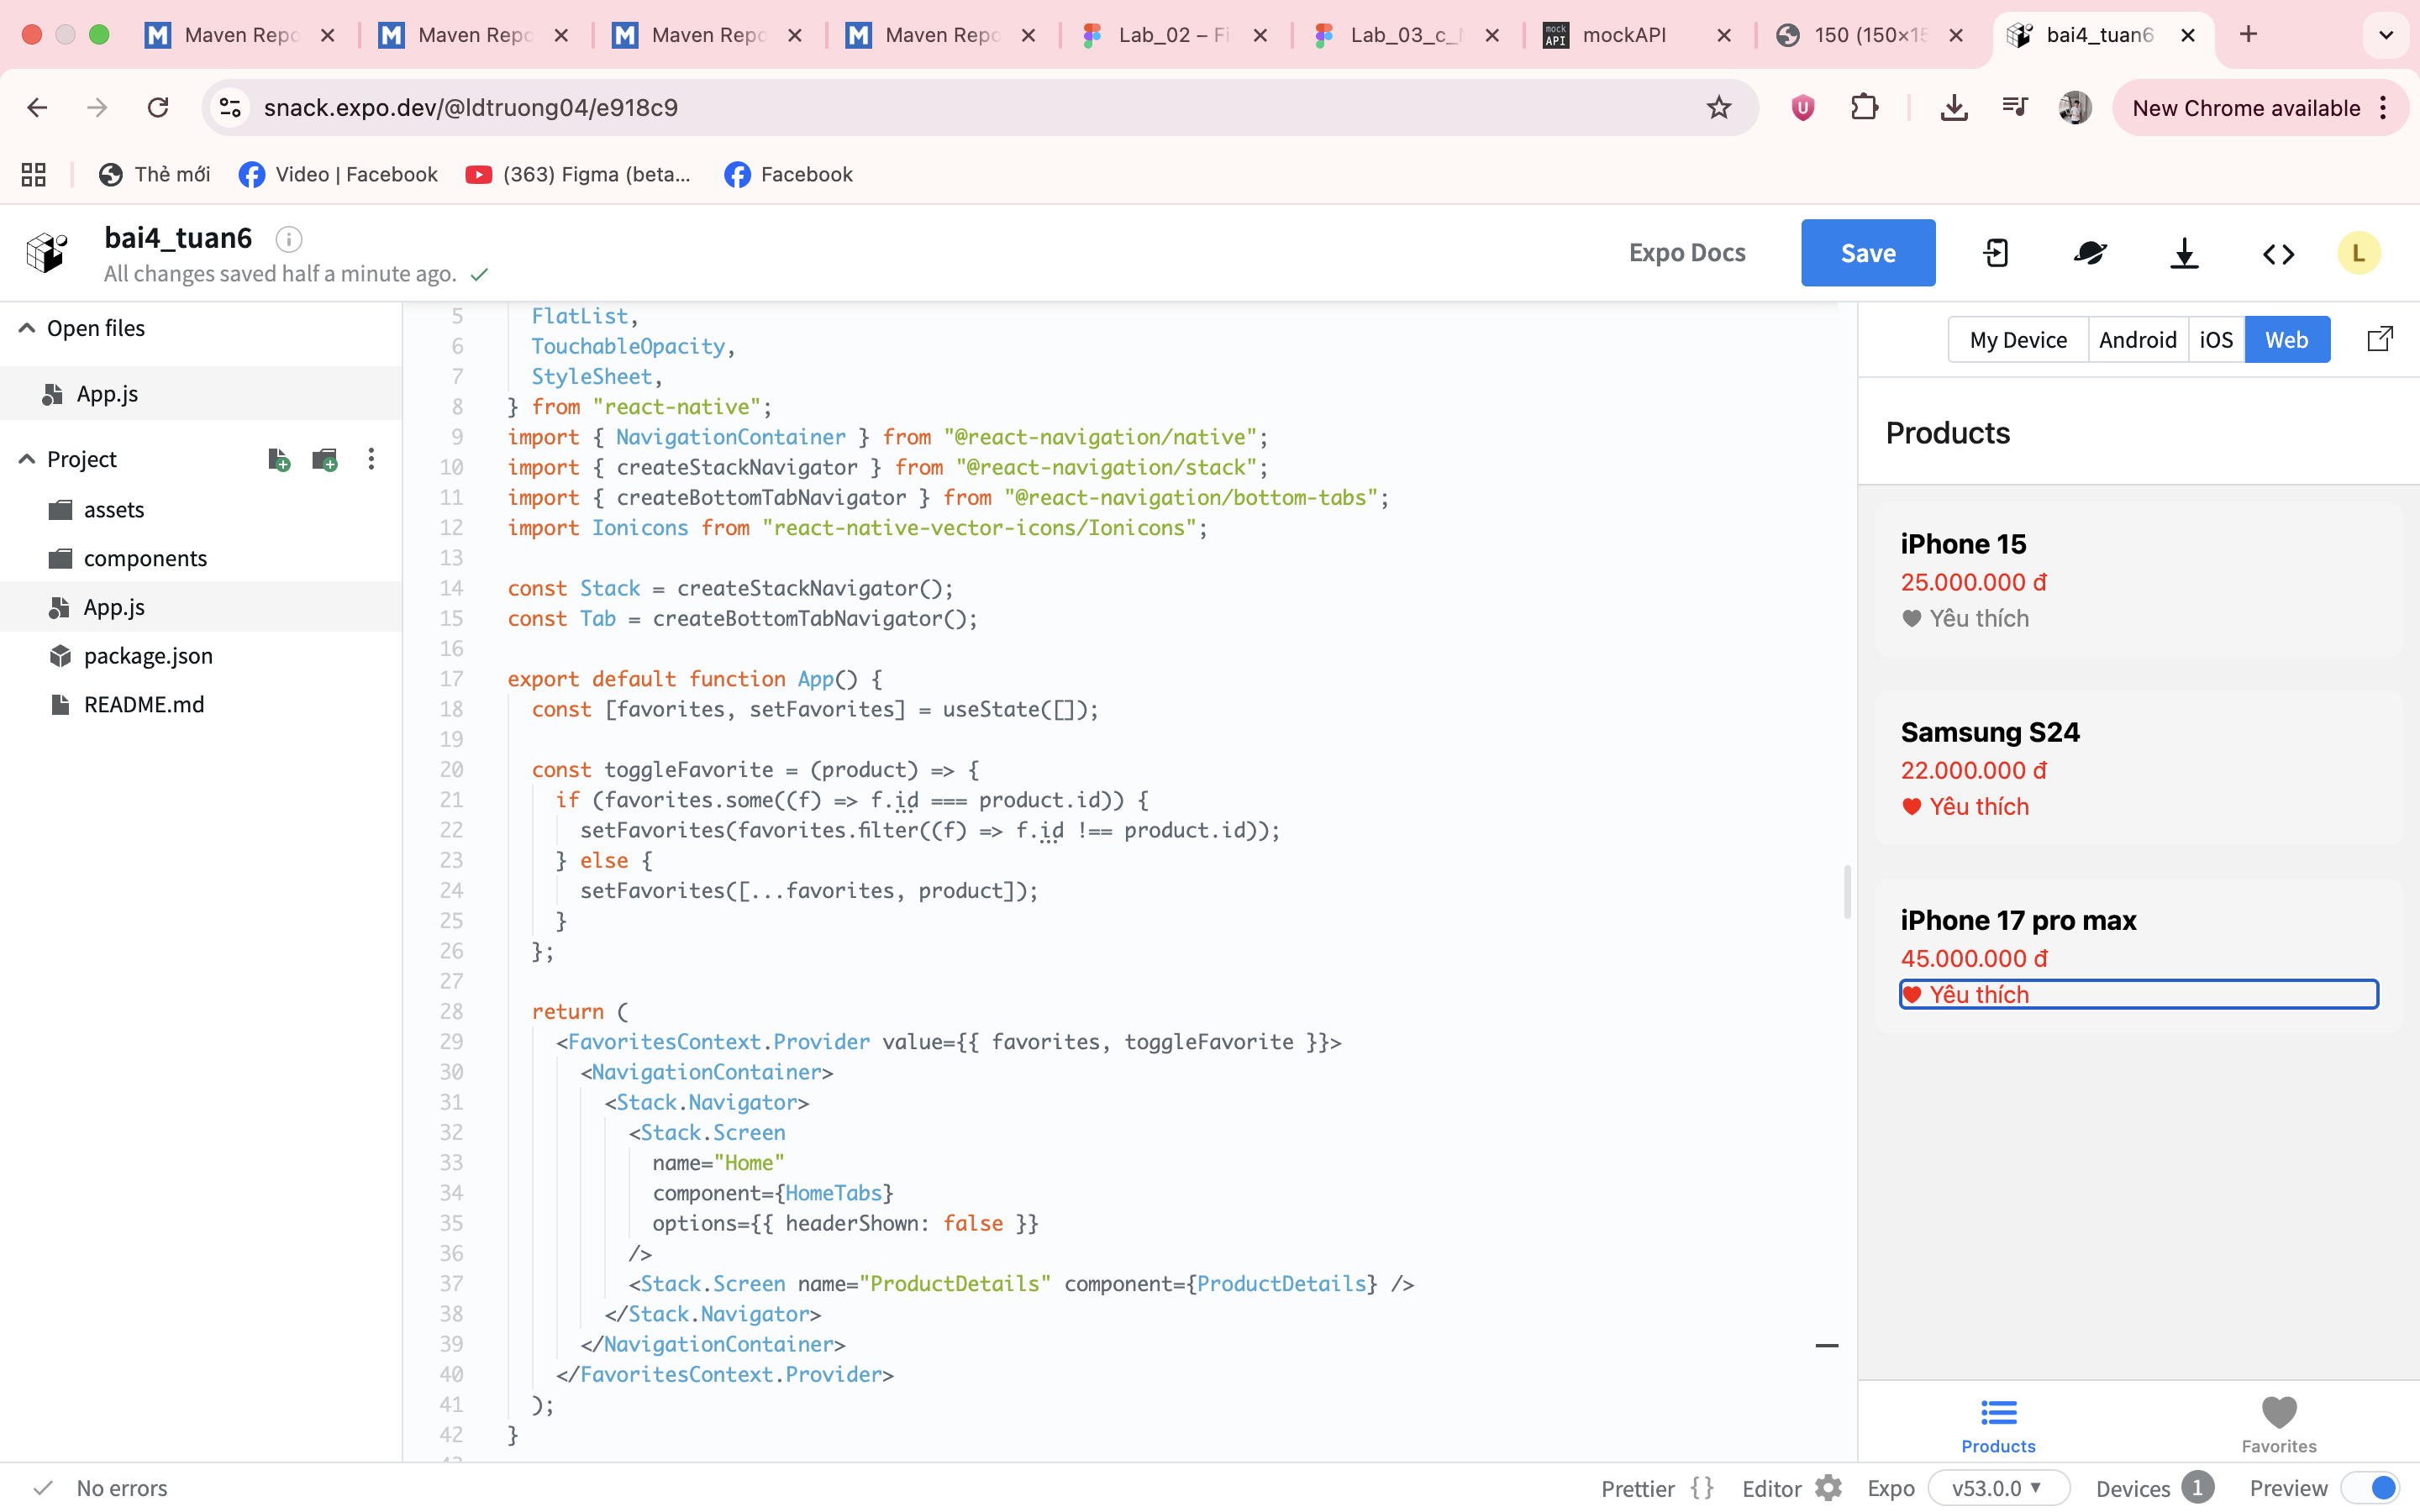 Maven Repo
Maven Repo
Maven Repo
Maven Repo
Lab_02 – Fi
Lab_03_c_
mock API mockAPI
150 (150×15
bai4_tuan6
snack.expo.dev/@ldtruong04/e918c9
New Chrome available
Thẻ mới
Video | Facebook
(363) Figma (beta...
Facebook
bai4_tuan6
All changes saved half a minute ago.
Expo Docs
Save
L
Open files
App.js
Project
assets
components
App.js
package.json
README.md
5 FlatList,
6 TouchableOpacity,
7 StyleSheet,
8 } from "react-native";
9 import { NavigationContainer } from "@react-navigation/native";
10 import { createStackNavigator } from "@react-navigation/stack";
11 import { createBottomTabNavigator } from "@react-navigation/bottom-tabs";
12 import Ionicons from "react-native-vector-icons/Ionicons";
13
14 const Stack = createStackNavigator();
15 const Tab = createBottomTabNavigator();
16
17 export default function App() {
18 const [favorites, setFavorites] = useState([]);
19
20 const toggleFavorite = (product) => {
21 if (favorites.some((f) => f.id === product.id)) {
22 setFavorites(favorites.filter((f) => f.id !== product.id));
23 } else {
24 setFavorites([...favorites, product]);
25 }
26 };
27
28 return (
29 <FavoritesContext.Provider value={{ favorites, toggleFavorite }}>
30 <NavigationContainer>
31 <Stack.Navigator>
32 <Stack.Screen
33 name="Home"
34 component={HomeTabs}
35 options={{ headerShown: false }}
36 />
37 <Stack.Screen name="ProductDetails" component={ProductDetails} />
38 </Stack.Navigator>
39 </NavigationContainer>
40 </FavoritesContext.Provider>
41 );
42 }
My Device
Android
iOS
Web
Products
iPhone 15
25.000.000 đ
Yêu thích
Samsung S24
22.000.000 đ
Yêu thích
iPhone 17 pro max
45.000.000 đ
Yêu thích
Products
Favorites
No errors
Prettier {}
Editor
Expo
v53.0.0
Devices 1
Preview